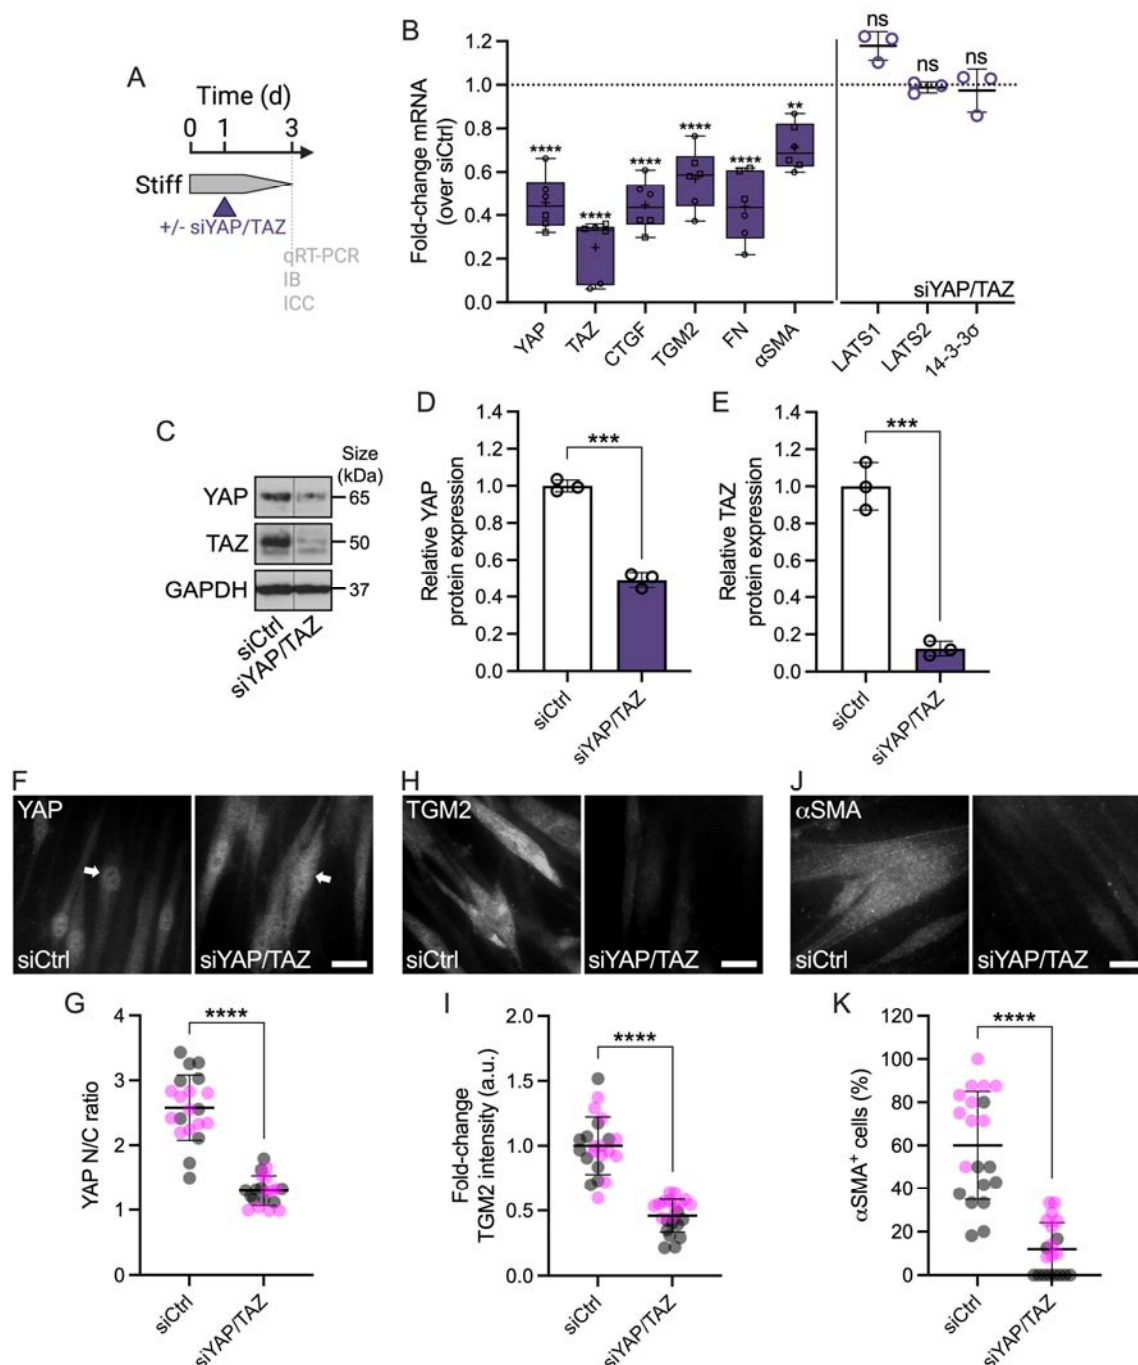 A
Time (d)
0 1 3
Stiff
+/- siYAP/TAZ
qRT-PCR
IB
ICC
B
Fold-change mRNA
(over siCtrl)
1.2
1.0
0.8
0.6
0.4
0.2
0.0
**** **** **** **** **** **
ns ns ns
siYAP/TAZ
YAP TAZ CTGF TGM2 FN αSMA LATS1 LATS2 14-3-3σ
C
Size
(kDa)
YAP 65
TAZ 50
GAPDH 37
siCtrl
siYAP/TAZ
D
Relative YAP
protein expression
1.4
1.2
1.0
0.8
0.6
0.4
0.2
0.0
***
siCtrl
siYAP/TAZ
E
Relative TAZ
protein expression
1.4
1.2
1.0
0.8
0.6
0.4
0.2
0.0
***
siCtrl
siYAP/TAZ
F
YAP
siCtrl siYAP/TAZ
H
TGM2
siCtrl siYAP/TAZ
J
αSMA
siCtrl siYAP/TAZ
G
YAP N/C ratio
4
3
2
1
0
****
siCtrl
siYAP/TAZ
I
Fold-change
TGM2 intensity (a.u.)
2.0
1.5
1.0
0.5
0.0
****
siCtrl
siYAP/TAZ
K
αSMA⁺ cells (%)
120
100
80
60
40
20
0
****
siCtrl
siYAP/TAZ